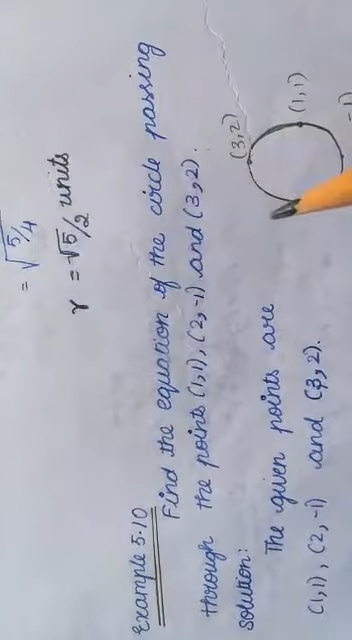 = √5/4
r = √5/2 units
Example 5.10
Find the equation of the circle passing
through the points (1,1), (2,-1) and (3,2).
solution:
The given points are
(1,1), (2,-1) and (3,2).
(3,2)
(1,1)
-1)